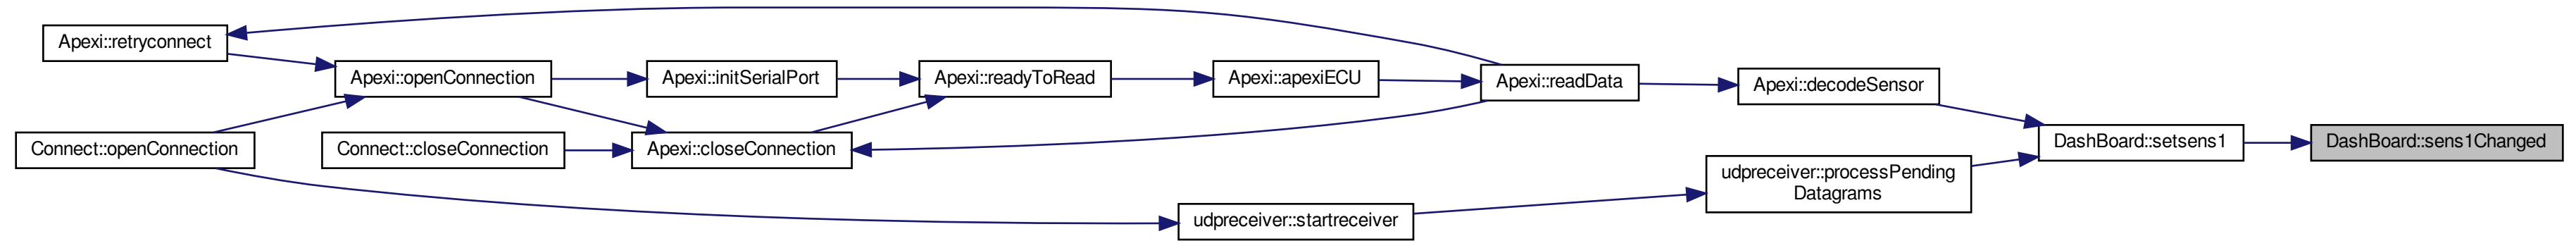 Apexi::retryconnect
Apexi::openConnection
Apexi::initSerialPort
Apexi::readyToRead
Apexi::apexiECU
Apexi::readData
Apexi::decodeSensor
Connect::openConnection
Connect::closeConnection
Apexi::closeConnection
DashBoard::setsens1
DashBoard::sens1Changed
udpreceiver::processPending
Datagrams
udpreceiver::startreceiver